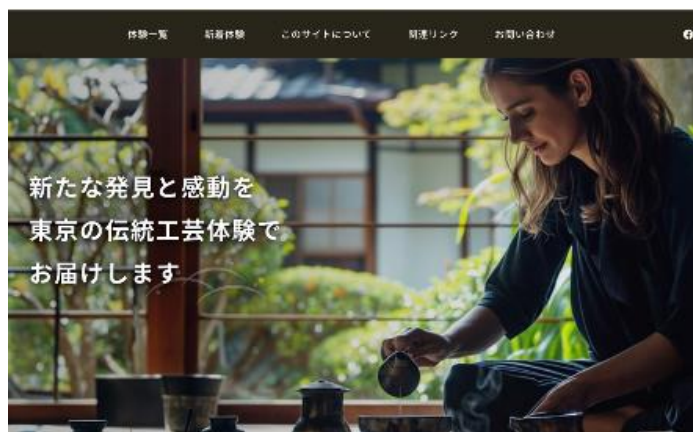 体験一覧
新着体験
このサイトについて
関連リンク
お問い合わせ
新たな発見と感動を
東京の伝統工芸体験で
お届けします